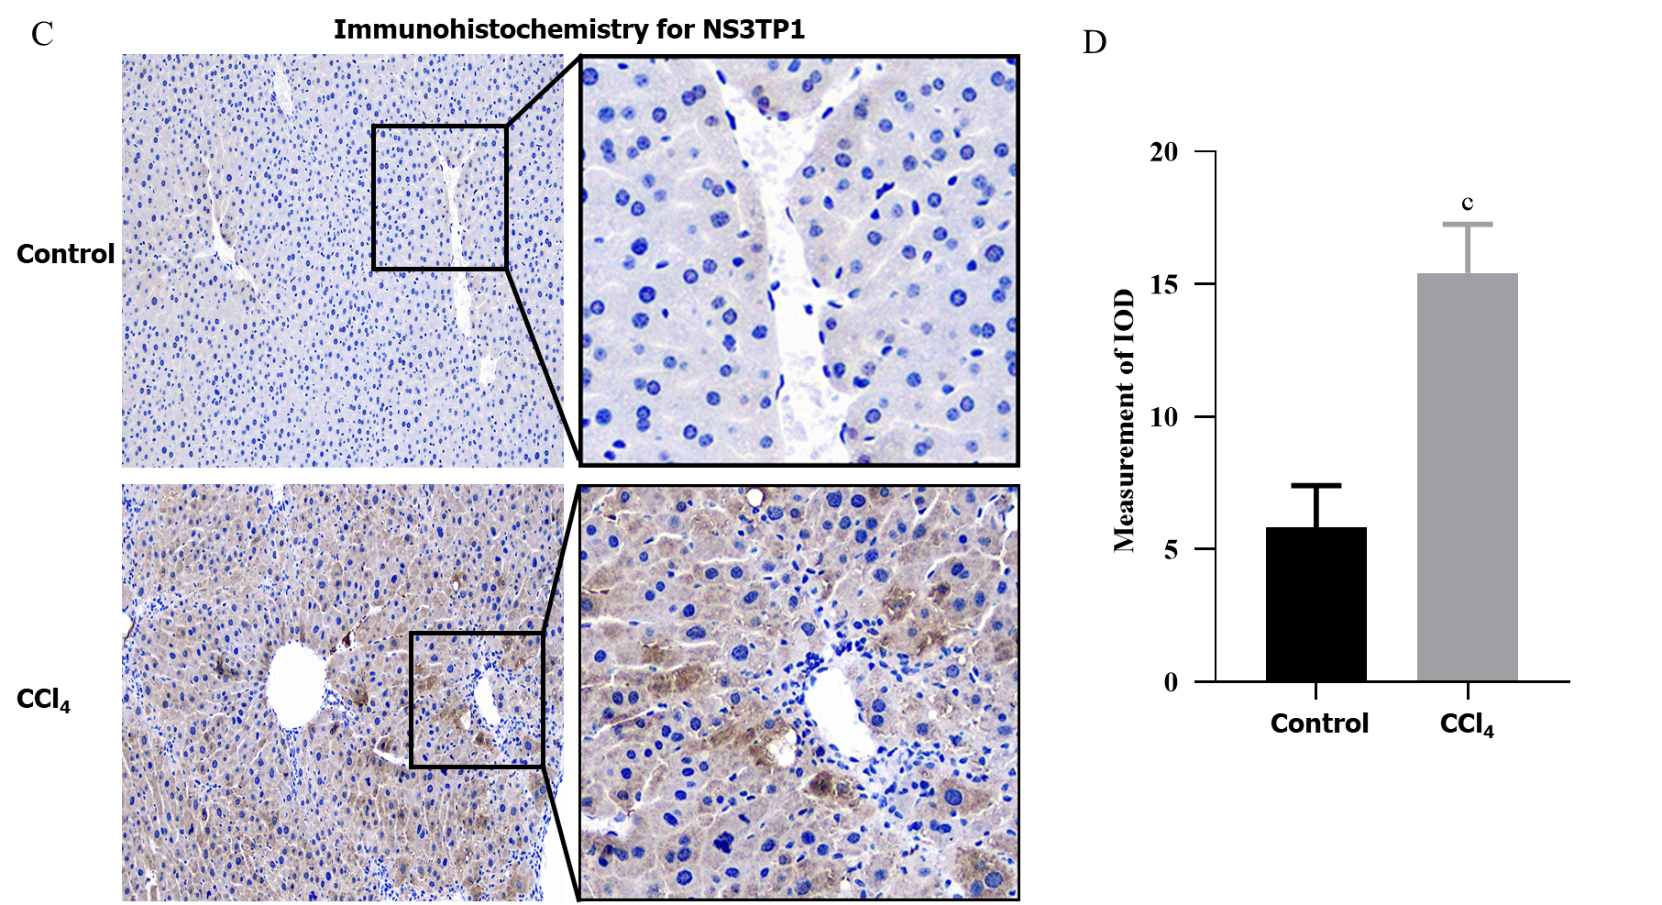 C
Immunohistochemistry for NS3TP1
Control
CCl₄
D
Measurement of IOD
20
15
10
5
0
c
Control
CCl₄